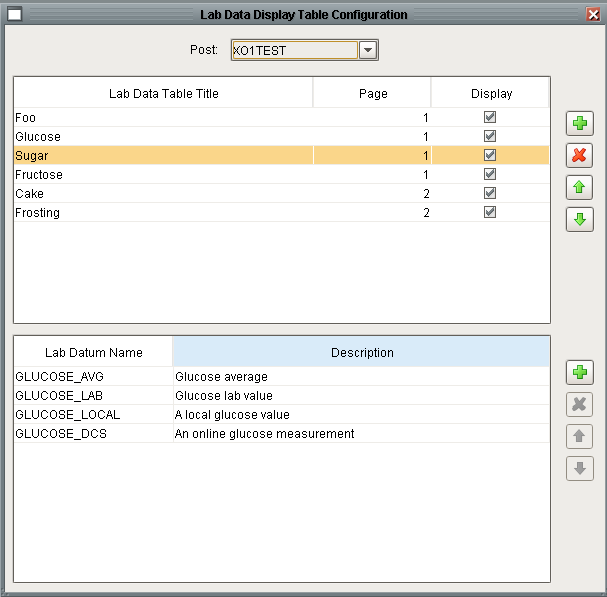 Lab Data Display Table Configuration
Post: XO1TEST
Lab Data Table Title Page Display
Foo 1
Glucose 1
Sugar 1
Fructose 1
Cake 2
Frosting 2
Lab Datum Name Description
GLUCOSE_AVG Glucose average
GLUCOSE_LAB Glucose lab value
GLUCOSE_LOCAL A local glucose value
GLUCOSE_DCS An online glucose measurement